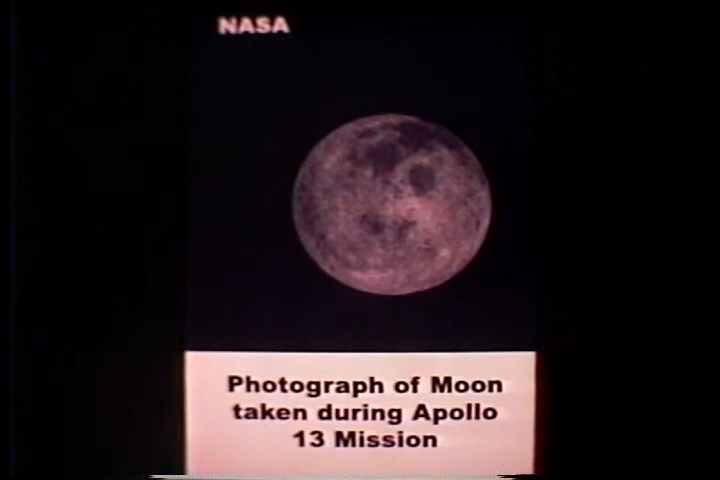 NASA
Photograph of Moon
taken during Apollo
13 Mission